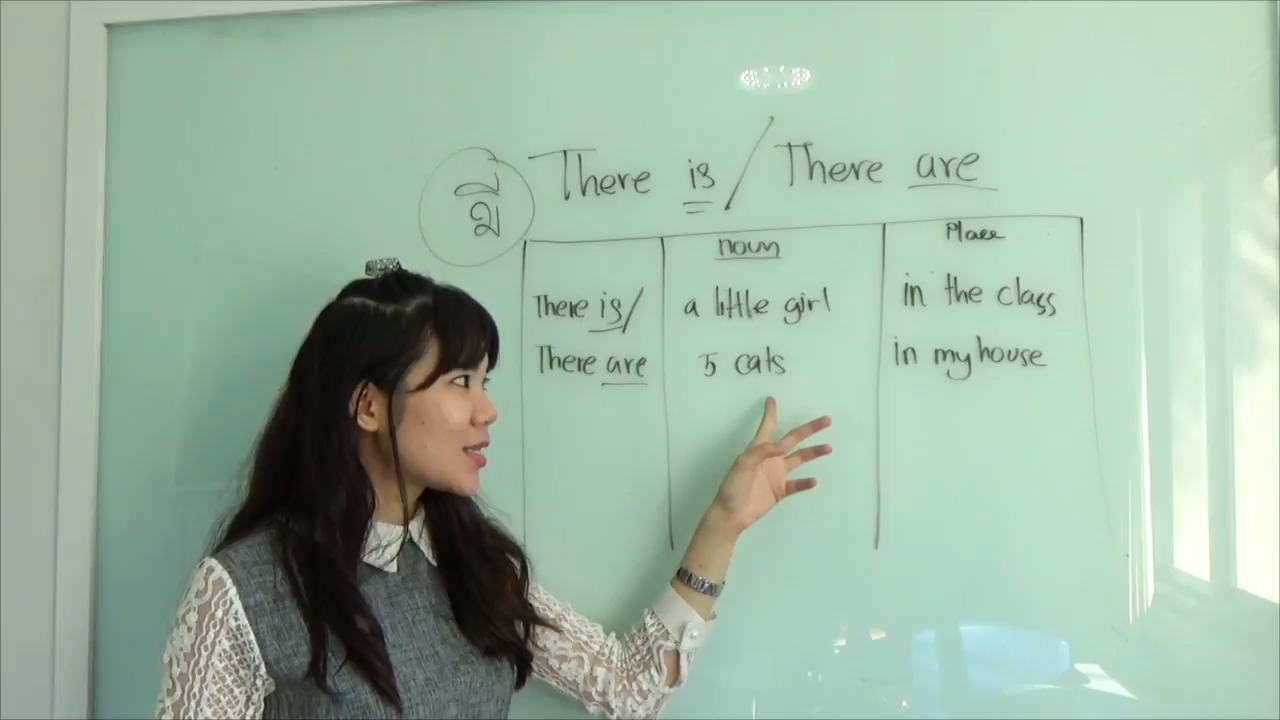 มี There is / There are
noun Place
There is/ a little girl in the class
There are 5 cats in my house